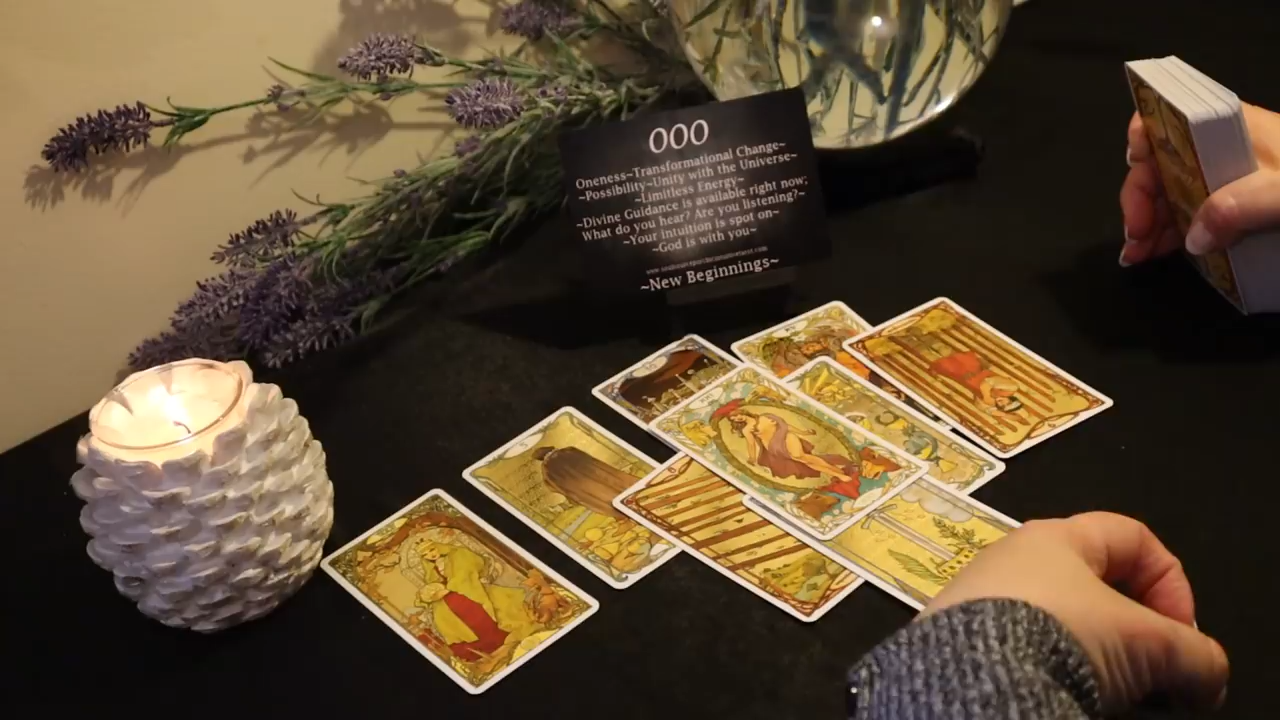 000
Oneness~Transformational Change~
~Possibility~Unity with the Universe~
~Limitless Energy~
~Divine Guidance is available right now;
What do you hear? Are you listening?~
~Your intuition is spot on~
~God is with you~
~New Beginnings~